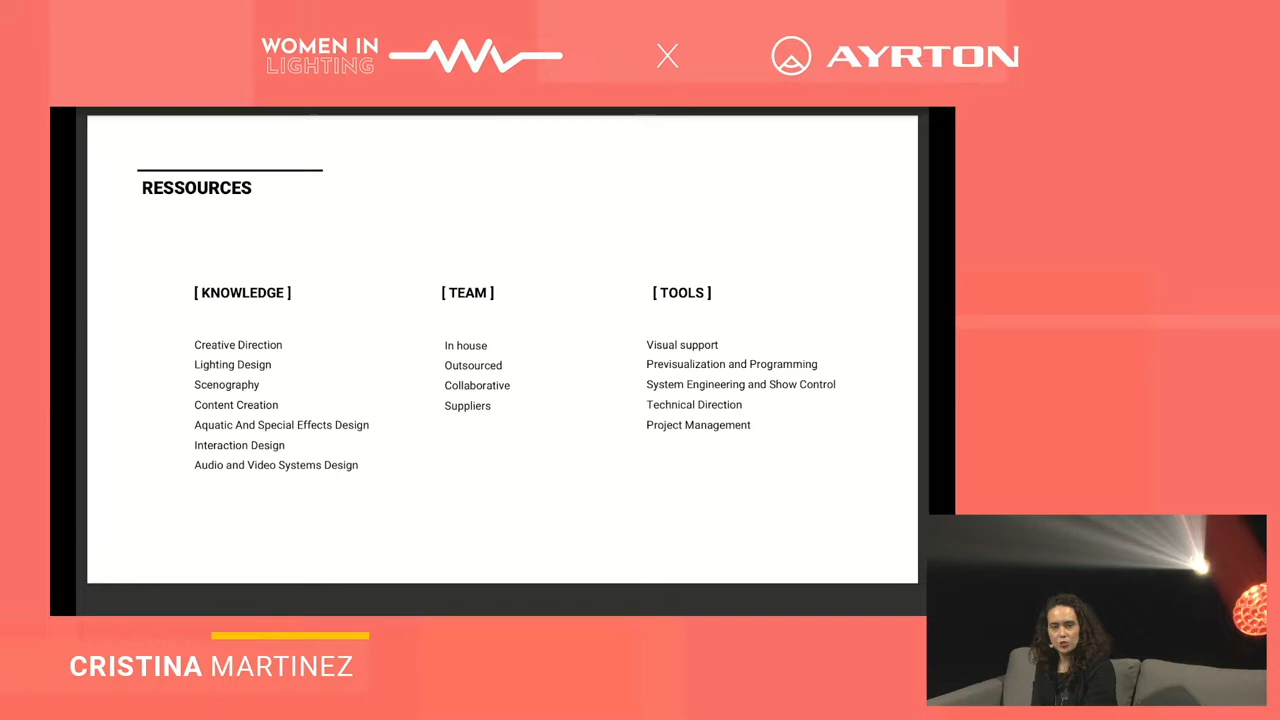 WOMEN IN
LIGHTING
AYRTON
RESSOURCES
[ KNOWLEDGE ]
Creative Direction
Lighting Design
Scenography
Content Creation
Aquatic And Special Effects Design
Interaction Design
Audio and Video Systems Design
[ TEAM ]
In house
Outsourced
Collaborative
Suppliers
[ TOOLS ]
Visual support
Previsualization and Programming
System Engineering and Show Control
Technical Direction
Project Management
CRISTINA MARTINEZ